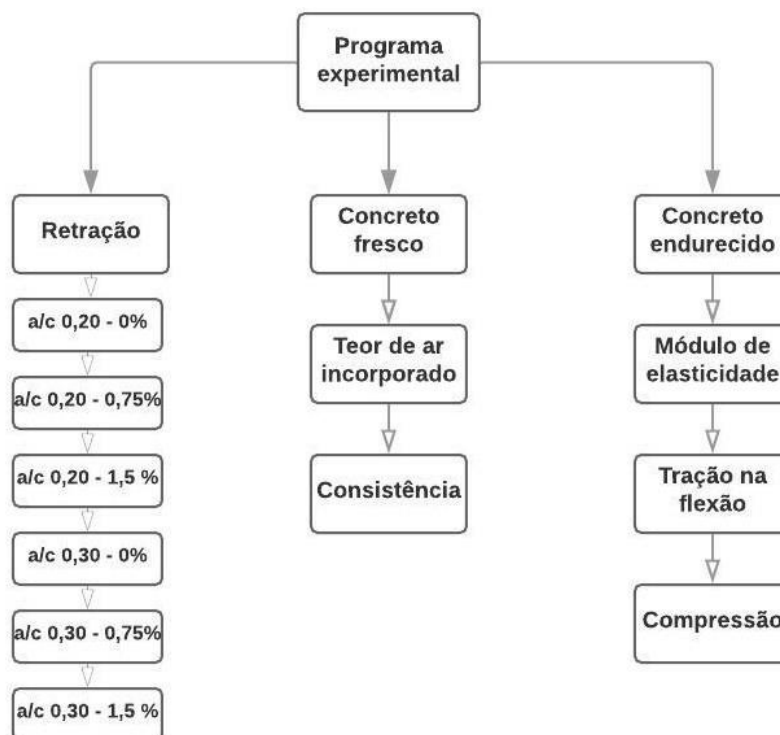 Programa
experimental
Retração
a/c 0,20 - 0%
a/c 0,20 - 0,75%
a/c 0,20 - 1,5 %
a/c 0,30 - 0%
a/c 0,30 - 0,75%
a/c 0,30 - 1,5 %
Concreto
fresco
Teor de ar
incorporado
Consistência
Concreto
endurecido
Módulo de
elasticidade
Tração na
flexão
Compressão